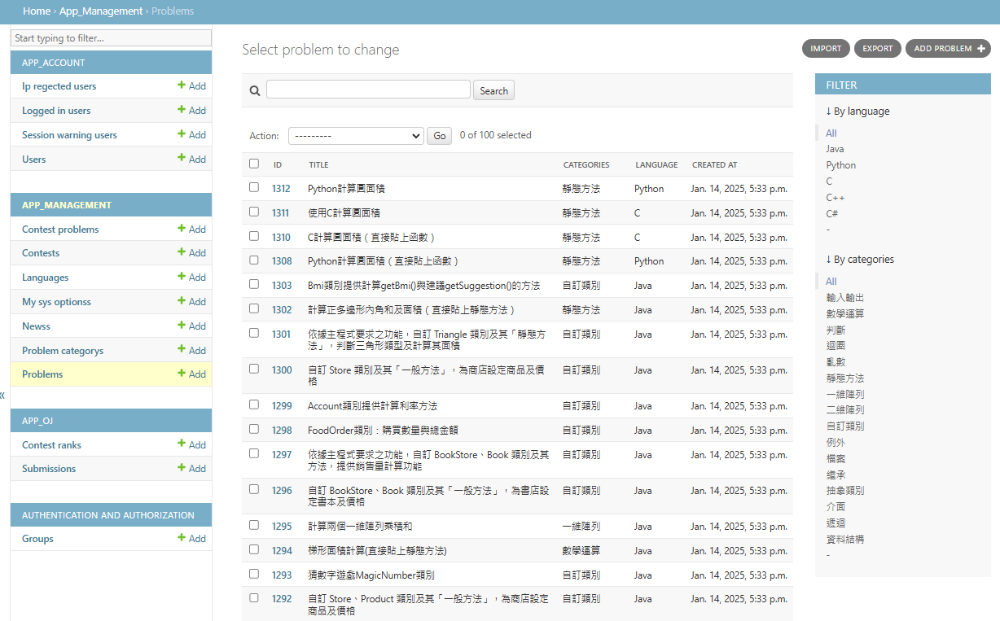 Home › App_Management › Problems
Start typing to filter...
APP_ACCOUNT
Ip regected users + Add
Logged in users + Add
Session warning users + Add
Users + Add
APP_MANAGEMENT
Contest problems + Add
Contests + Add
Languages + Add
My sys optionss + Add
Newss + Add
Problem categorys + Add
Problems + Add
«
APP_OJ
Contest ranks + Add
Submissions + Add
AUTHENTICATION AND AUTHORIZATION
Groups + Add
Select problem to change
IMPORT EXPORT ADD PROBLEM +
Search
Action: --------- Go 0 of 100 selected
ID TITLE CATEGORIES LANGUAGE CREATED AT
1312 Python計算圓面積 靜態方法 Python Jan. 14, 2025, 5:33 p.m.
1311 使用C計算圓面積 靜態方法 C Jan. 14, 2025, 5:33 p.m.
1310 C計算圓面積（直接貼上函數） 靜態方法 C Jan. 14, 2025, 5:33 p.m.
1308 Python計算圓面積（直接貼上函數） 靜態方法 Python Jan. 14, 2025, 5:33 p.m.
1303 Bmi類別提供計算getBmi()與建議getSuggestion()的方法 自訂類別 Java Jan. 14, 2025, 5:33 p.m.
1302 計算正多邊形內角和及面積（直接貼上靜態方法） 靜態方法 Java Jan. 14, 2025, 5:33 p.m.
1301 依據主程式要求之功能，自訂 Triangle 類別及其「靜態方 自訂類別 Java Jan. 14, 2025, 5:33 p.m.
法」，判斷三角形類型及計算其面積
1300 自訂 Store 類別及其「一般方法」，為商店設定商品及價 自訂類別 Java Jan. 14, 2025, 5:33 p.m.
格
1299 Account類別提供計算利率方法 自訂類別 Java Jan. 14, 2025, 5:33 p.m.
1298 FoodOrder類別：購買數量與總金額 自訂類別 Java Jan. 14, 2025, 5:33 p.m.
1297 依據主程式要求之功能，自訂 BookStore、Book 類別及其 自訂類別 Java Jan. 14, 2025, 5:33 p.m.
方法，提供銷售量計算功能
1296 自訂 BookStore、Book 類別及其「一般方法」，為書店設 自訂類別 Java Jan. 14, 2025, 5:33 p.m.
定書本及價格
1295 計算兩個一維陣列乘積和 一維陣列 Java Jan. 14, 2025, 5:33 p.m.
1294 梯形面積計算(直接貼上靜態方法) 數學運算 Java Jan. 14, 2025, 5:33 p.m.
1293 猜數字遊戲MagicNumber類別 自訂類別 Java Jan. 14, 2025, 5:33 p.m.
1292 自訂 Store、Product 類別及其「一般方法」，為商店設定 自訂類別 Java Jan. 14, 2025, 5:33 p.m.
商品及價格
FILTER
↓ By language
All
Java
Python
C
C++
C#
-
↓ By categories
All
輸入輸出
數學運算
判斷
迴圈
亂數
靜態方法
一維陣列
二維陣列
自訂類別
例外
檔案
繼承
抽象類別
介面
遞迴
資料結構
-